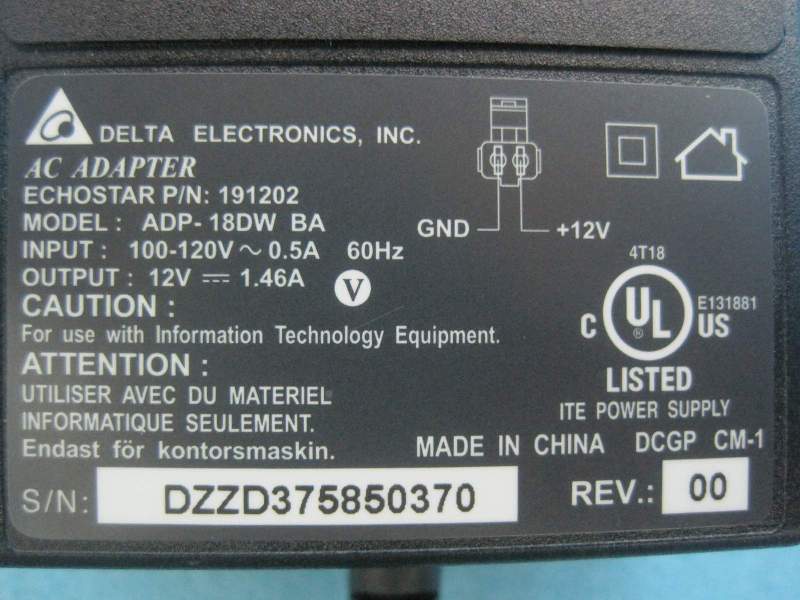 DELTA ELECTRONICS, INC.
AC ADAPTER
ECHOSTAR P/N: 191202
MODEL : ADP-18DW BA
INPUT : 100-120V ~ 0.5A 60Hz
OUTPUT : 12V ⎓ 1.46A
V
GND
+12V
CAUTION :
For use with Information Technology Equipment.
ATTENTION :
UTILISER AVEC DU MATERIEL
INFORMATIQUE SEULEMENT.
Endast för kontorsmaskin.
4T18
C UL ® US
E131881
LISTED
ITE POWER SUPPLY
MADE IN CHINA DCGP CM-1
S/N: DZZD375850370 REV.: 00